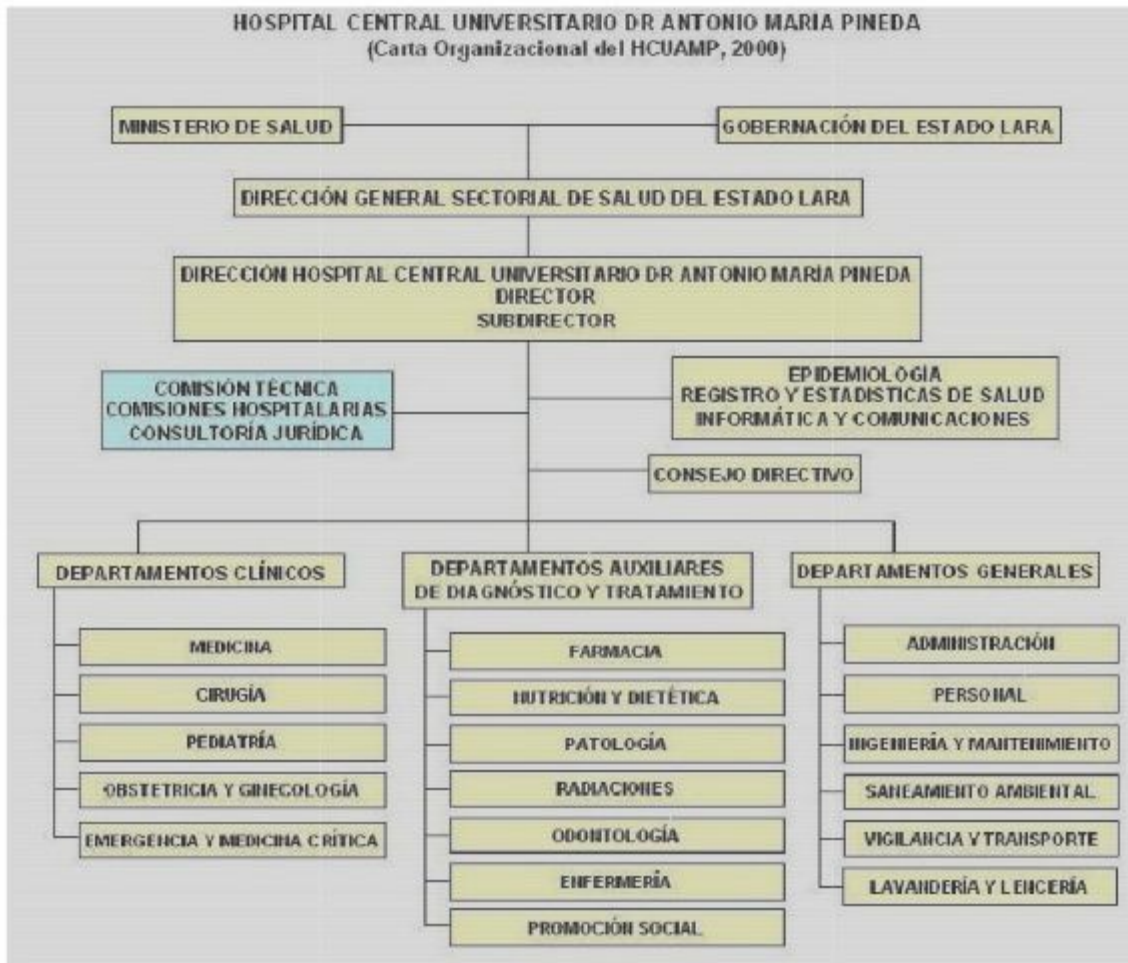 HOSPITAL CENTRAL UNIVERSITARIO DR ANTONIO MARÍA PINEDA
(Carta Organizacional del HCUAMP, 2000)
MINISTERIO DE SALUD
GOBERNACIÓN DEL ESTADO LARA
DIRECCIÓN GENERAL SECTORIAL DE SALUD DEL ESTADO LARA
DIRECCIÓN HOSPITAL CENTRAL UNIVERSITARIO DR ANTONIO MARÍA PINEDA
DIRECTOR
SUBDIRECTOR
COMISIÓN TÉCNICA
COMISIONES HOSPITALARIAS
CONSULTORÍA JURÍDICA
EPIDEMIOLOGÍA
REGISTRO Y ESTADISTICAS DE SALUD
INFORMÁTICA Y COMUNICACIONES
CONSEJO DIRECTIVO
DEPARTAMENTOS CLÍNICOS
MEDICINA
CIRUGÍA
PEDIATRÍA
OBSTETRICIA Y GINECOLOGÍA
EMERGENCIA Y MEDICINA CRÍTICA
DEPARTAMENTOS AUXILIARES
DE DIAGNÓSTICO Y TRATAMIENTO
FARMACIA
NUTRICIÓN Y DIETÉTICA
PATOLOGÍA
RADIACIONES
ODONTOLOGÍA
ENFERMERÍA
PROMOCIÓN SOCIAL
DEPARTAMENTOS GENERALES
ADMINISTRACIÓN
PERSONAL
INGENIERÍA Y MANTENIMIENTO
SANEAMIENTO AMBIENTAL
VIGILANCIA Y TRANSPORTE
LAVANDERÍA Y LENCERÍA